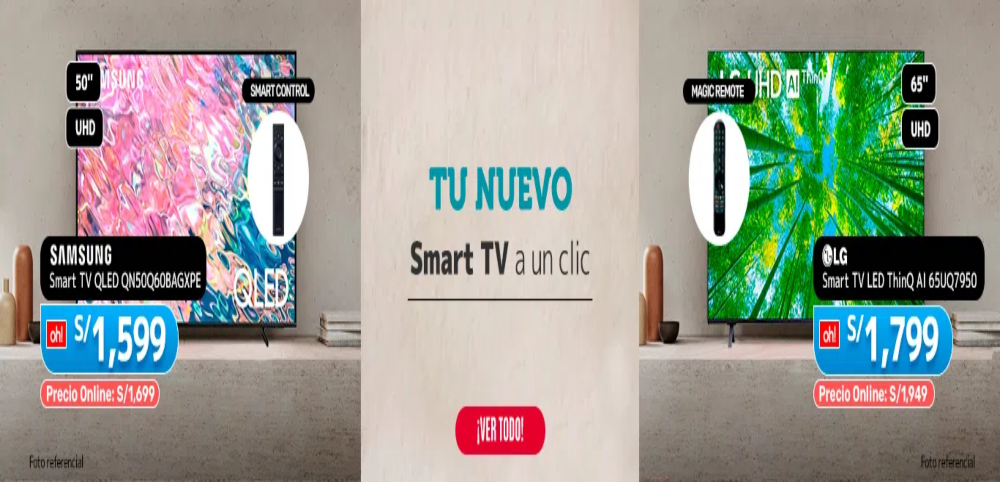 50"
UHD
SMART CONTROL
SAMSUNG
Smart TV QLED QN50Q60BAGXPE
QLED
oh! S/1,599
Precio Online: S/1,699
Foto referencial
TU NUEVO
Smart TV a un clic
¡VER TODO!
UHD AI ThinQ
MAGIC REMOTE
65"
UHD
LG
Smart TV LED ThinQ AI 65UQ7950
oh! S/1,799
Precio Online: S/1,949
Foto referencial